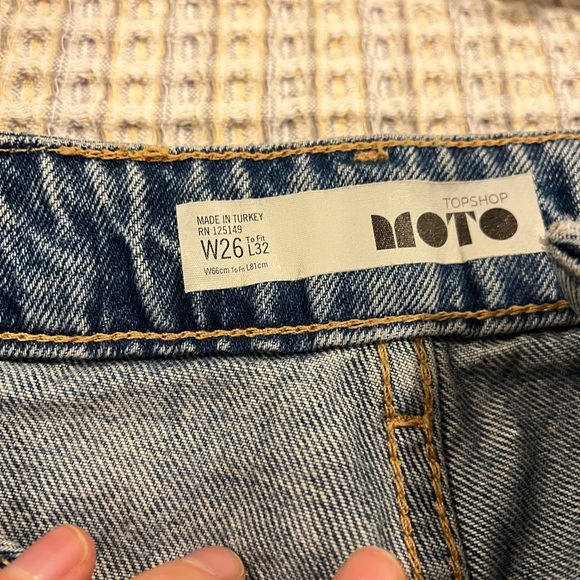 MADE IN TURKEY
RN 125149
W26 To Fit L32
W66cm To Fit L81cm
TOPSHOP
MOTO